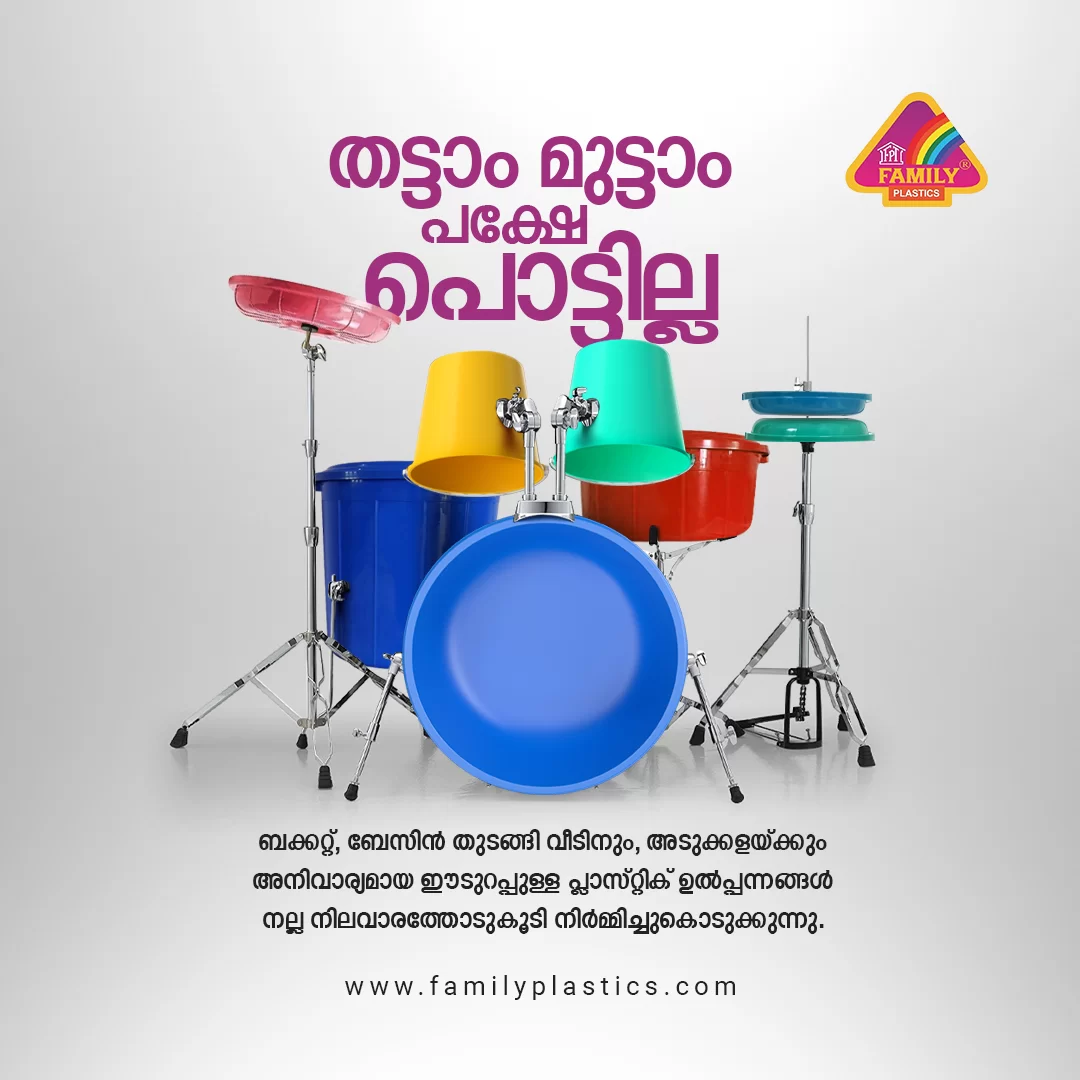 തട്ടാം മുട്ടാം
പക്ഷേ
പൊട്ടില്ല
FPI
FAMILY®
PLASTICS
ബക്കറ്റ്, ബേസിൻ തുടങ്ങി വീടിനും, അടുക്കളയ്ക്കും
അനിവാര്യമായ ഈടുറപ്പുള്ള പ്ലാസ്റ്റിക് ഉൽപ്പന്നങ്ങൾ
നല്ല നിലവാരത്തോടുകൂടി നിർമ്മിച്ചുകൊടുക്കുന്നു.
www.familyplastics.com